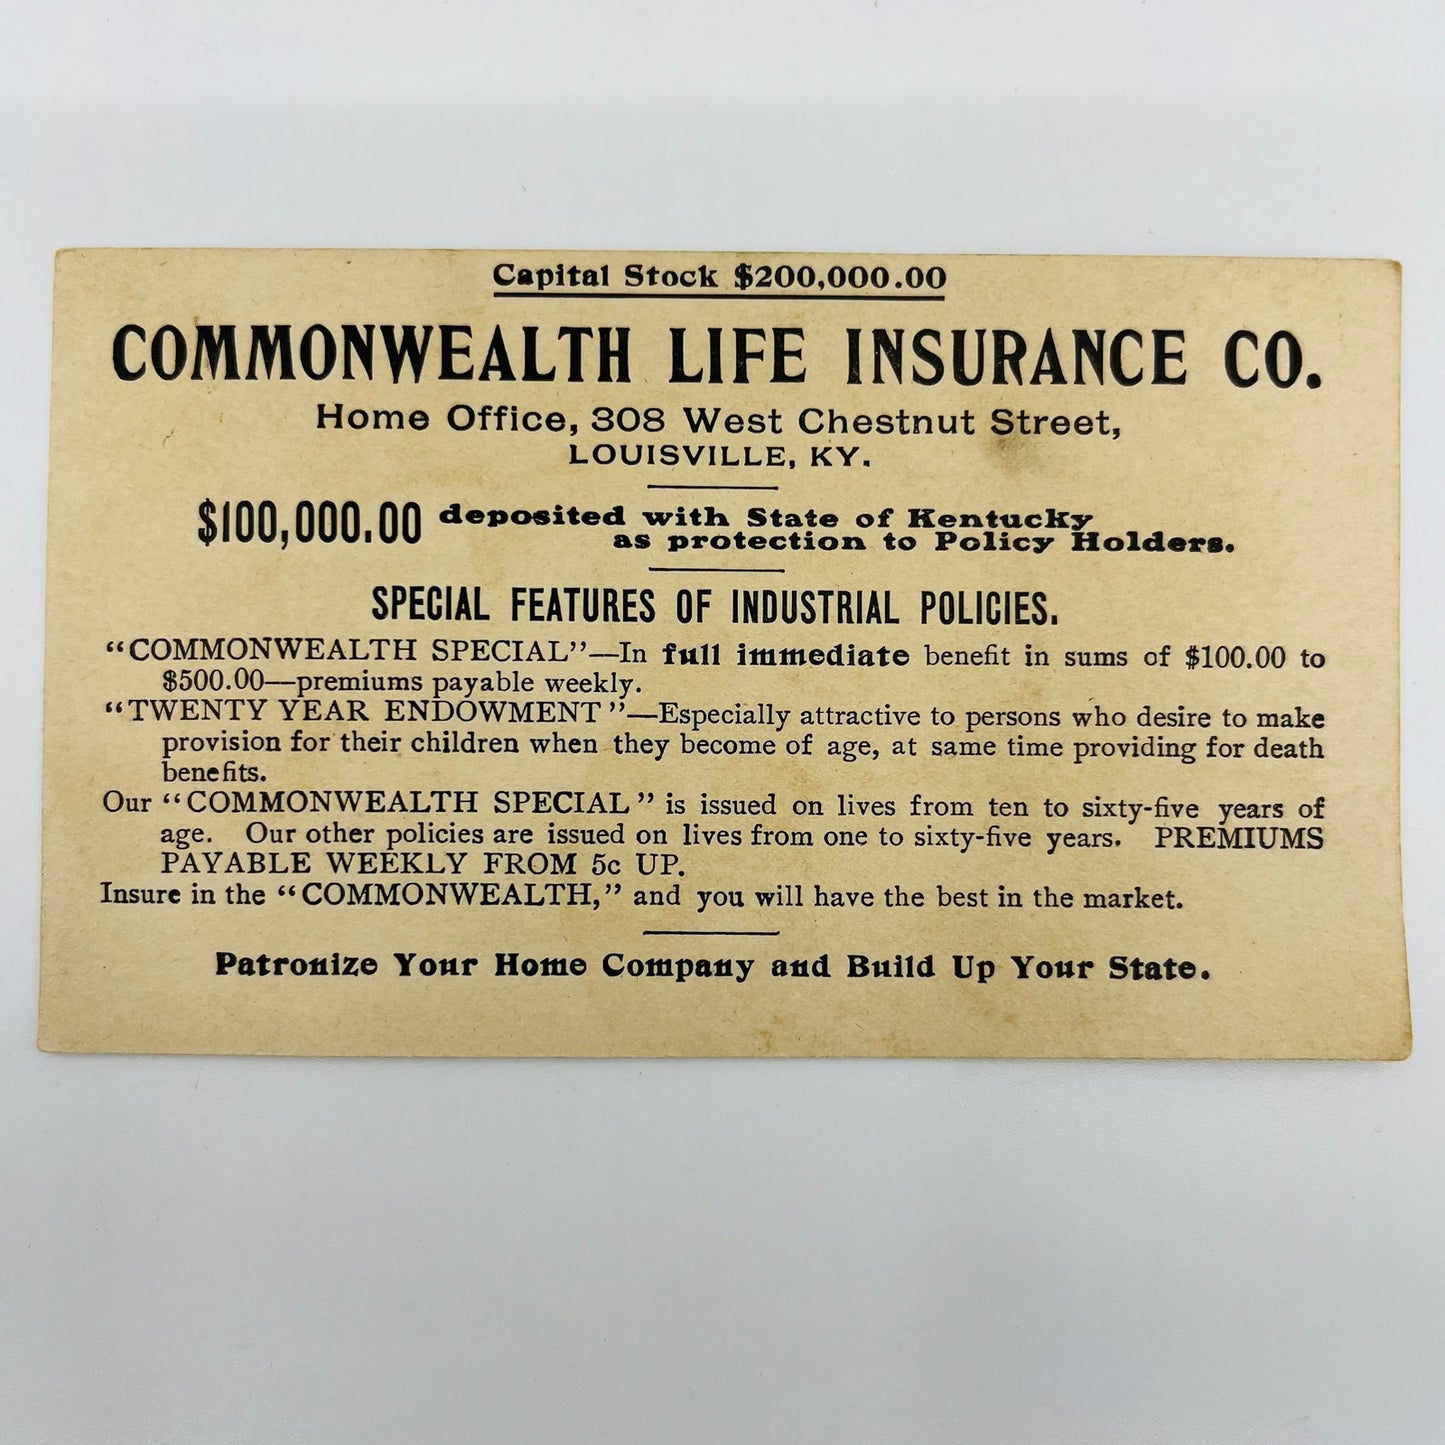 Capital Stock $200,000.00
COMMONWEALTH LIFE INSURANCE CO.
Home Office, 308 West Chestnut Street,
LOUISVILLE, KY.
$100,000.00 deposited with State of Kentucky
as protection to Policy Holders.
SPECIAL FEATURES OF INDUSTRIAL POLICIES.
“COMMONWEALTH SPECIAL”—In full immediate benefit in sums of $100.00 to
$500.00—premiums payable weekly.
“TWENTY YEAR ENDOWMENT”—Especially attractive to persons who desire to make
provision for their children when they become of age, at same time providing for death
benefits.
Our “COMMONWEALTH SPECIAL” is issued on lives from ten to sixty-five years of
age. Our other policies are issued on lives from one to sixty-five years. PREMIUMS
PAYABLE WEEKLY FROM 5c UP.
Insure in the “COMMONWEALTH,” and you will have the best in the market.
Patronize Your Home Company and Build Up Your State.